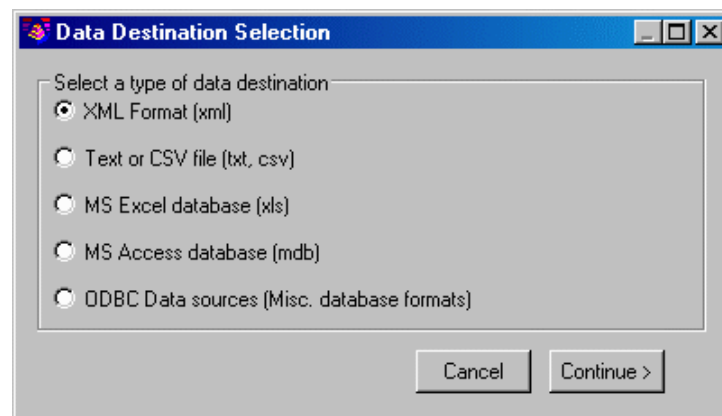 Data Destination Selection
Select a type of data destination
XML Format (xml)
Text or CSV file (txt, csv)
MS Excel database (xls)
MS Access database (mdb)
ODBC Data sources (Misc. database formats)
Cancel
Continue >